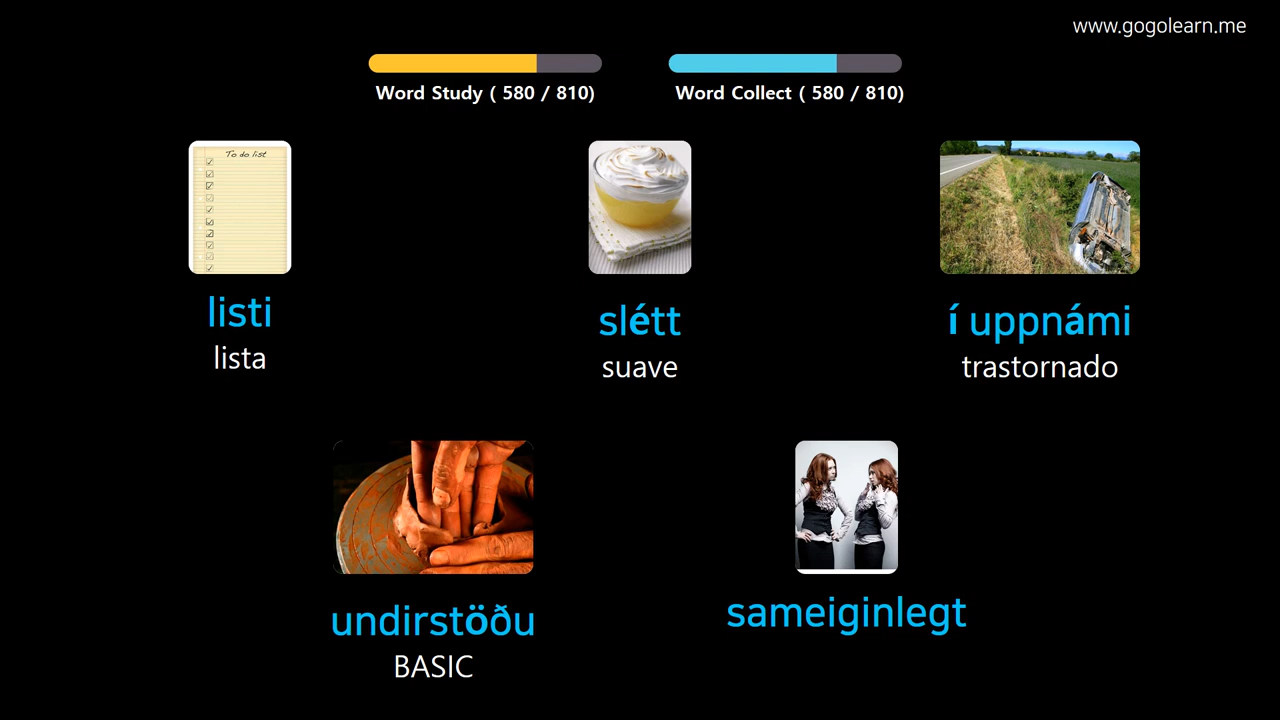 www.gogolearn.me
Word Study ( 580 / 810)
Word Collect ( 580 / 810)
To do list
listi
lista
slétt
suave
í uppnámi
trastornado
undirstöðu
BASIC
sameiginlegt